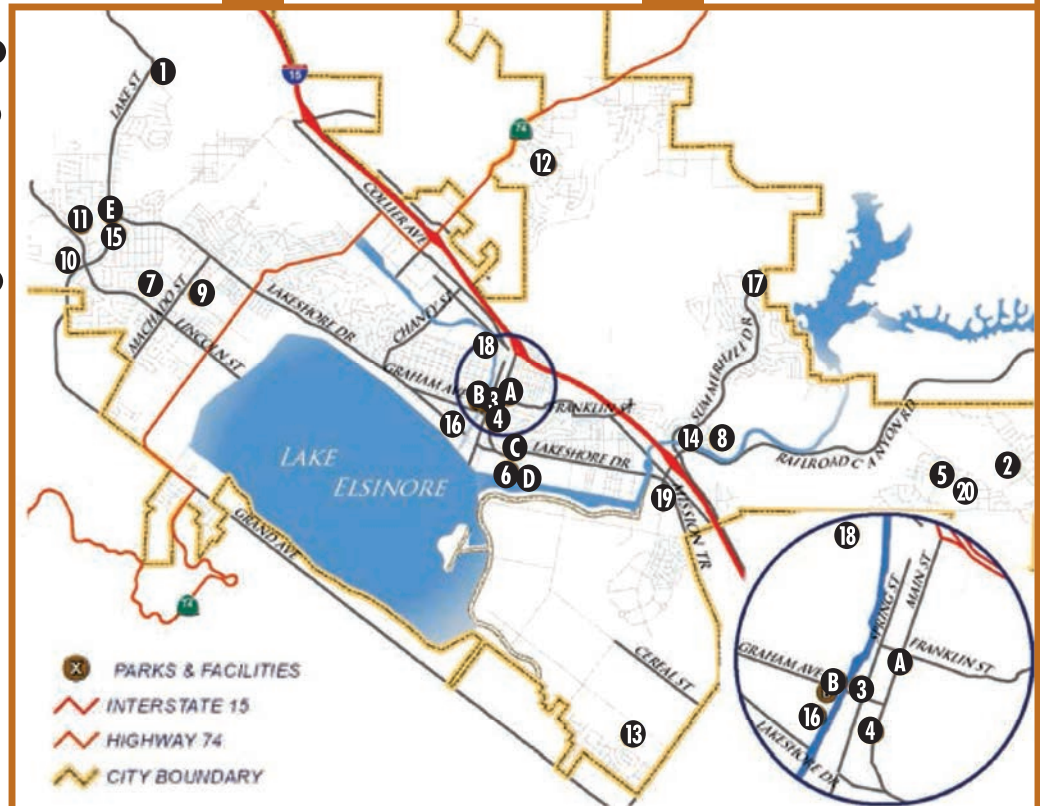 1
LAKE ST
15
74
12
COLLIER AVE
E
11
15
10
7
9
MACHADO ST
LINCOLN ST
LAKESHORE DR
CHANEY ST
18
17
SUMMERHILL DR
GRAHAM AVE
B
3
A
4
FRANKLIN ST
16
C
LAKESHORE DR
6
D
14
8
RAILROAD CANYON RD
2
5
20
19
MISSION TR
LAKE
ELSINORE
GRAND AVE
74
CEREAL ST
13
18
SPRING ST
MAIN ST
GRAHAM AVE
FRANKLIN ST
A
B
3
16
4
LAKESHORE DR
X PARKS & FACILITIES
INTERSTATE 15
HIGHWAY 74
CITY BOUNDARY